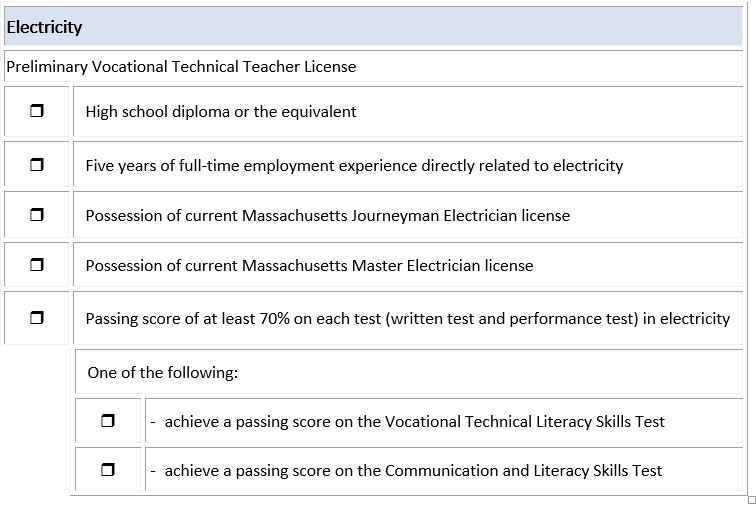 Electricity
Preliminary Vocational Technical Teacher License
❒ High school diploma or the equivalent
❒ Five years of full-time employment experience directly related to electricity
❒ Possession of current Massachusetts Journeyman Electrician license
❒ Possession of current Massachusetts Master Electrician license
❒ Passing score of at least 70% on each test (written test and performance test) in electricity
One of the following:
❒ - achieve a passing score on the Vocational Technical Literacy Skills Test
❒ - achieve a passing score on the Communication and Literacy Skills Test